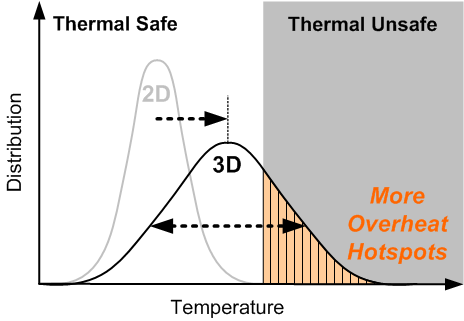 Thermal Safe
Thermal Unsafe
2D
3D
More
Overheat
Hotspots
Distribution
Temperature